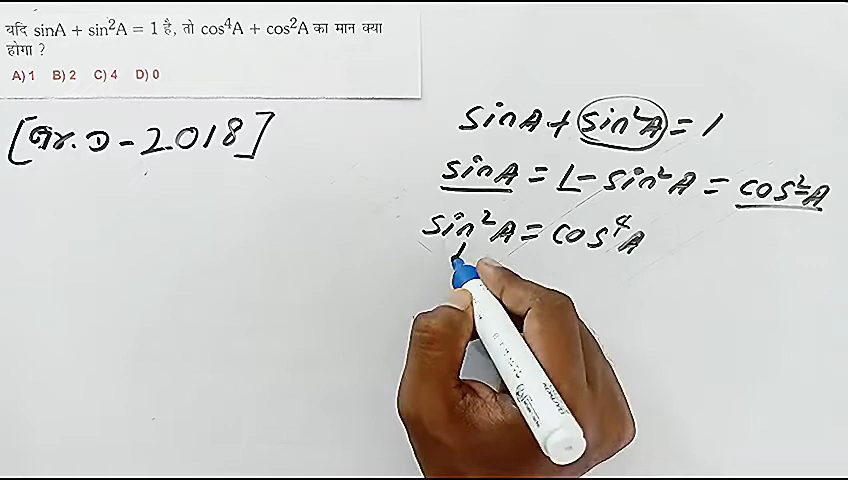 यदि sinA + sin²A = 1 है, तो cos⁴A + cos²A का मान क्या
होगा ?
A) 1 B) 2 C) 4 D) 0
[Gr. D - 2018]
sinA + sin²A = 1
sinA = 1 - sin²A = cos²A
sin²A = cos⁴A